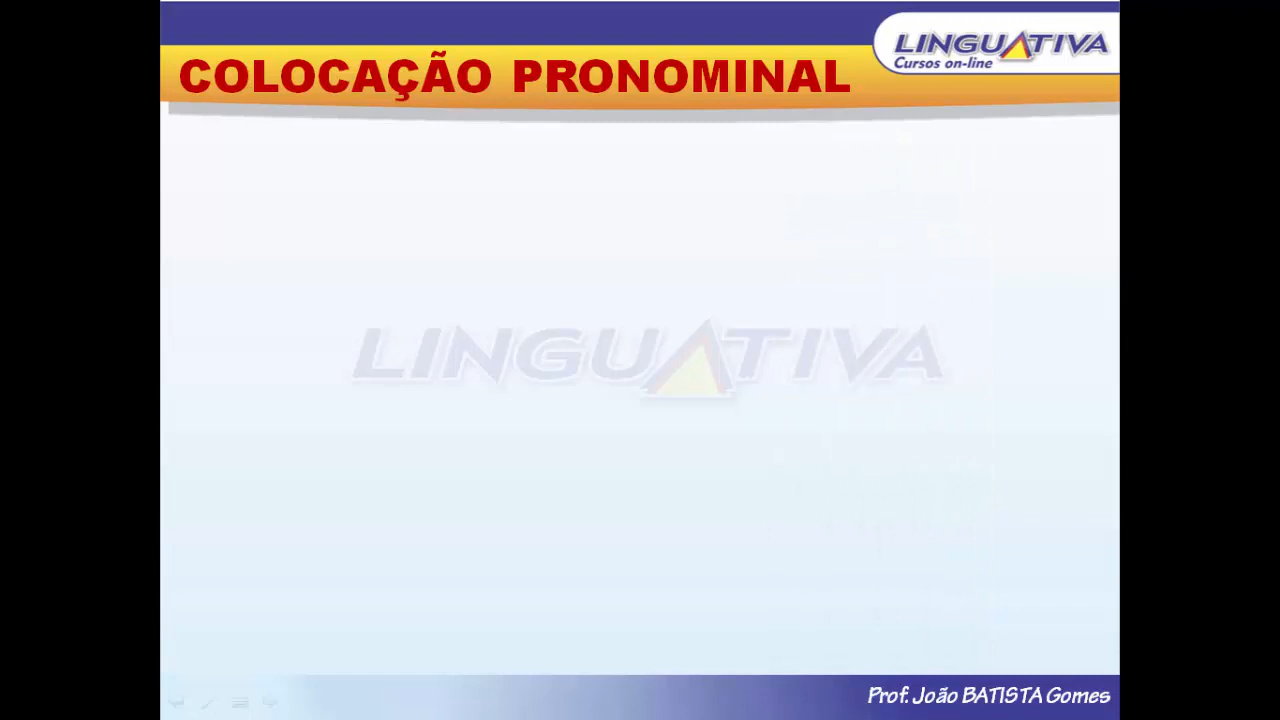 LINGUATIVA
Cursos on-line
COLOCAÇÃO PRONOMINAL
LINGUATIVA
Prof. João BATISTA Gomes